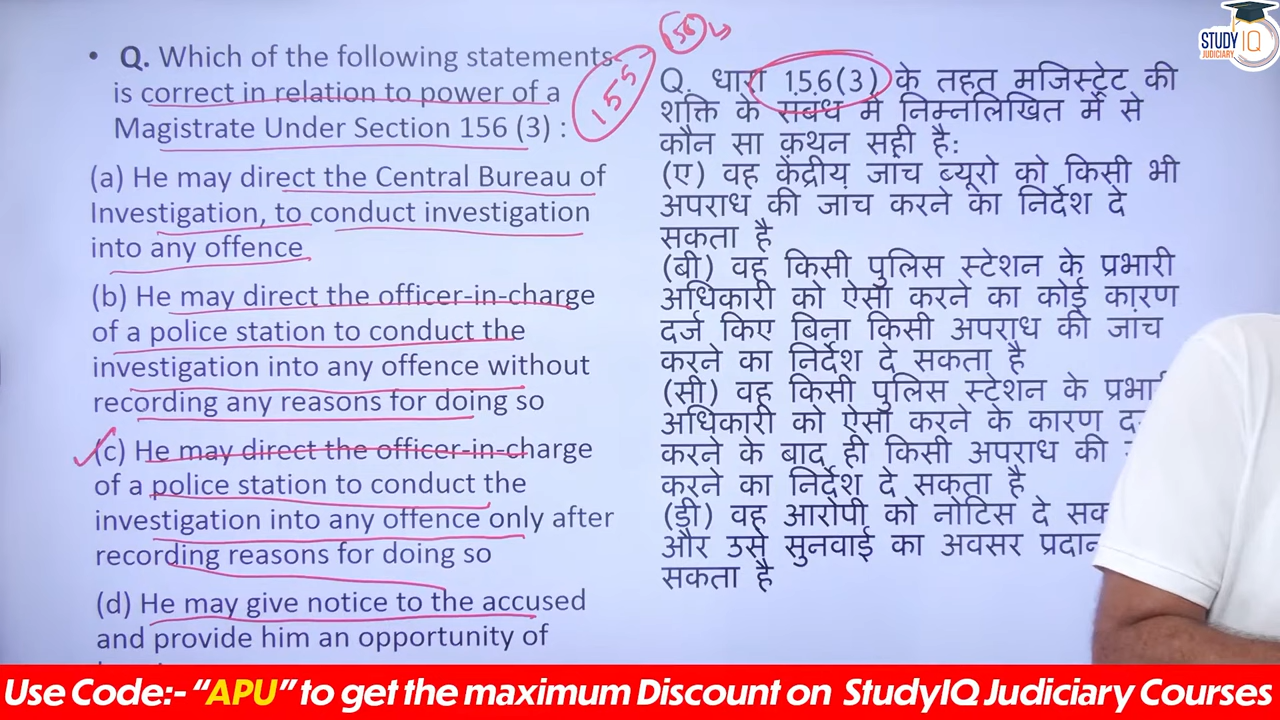 • Q. Which of the following statements
is correct in relation to power of a
Magistrate Under Section 156 (3) :
(a) He may direct the Central Bureau of
Investigation, to conduct investigation
into any offence
(b) He may direct the officer-in-charge
of a police station to conduct the
investigation into any offence without
recording any reasons for doing so
(c) He may direct the officer-in-charge
of a police station to conduct the
investigation into any offence only after
recording reasons for doing so
(d) He may give notice to the accused
and provide him an opportunity of
155
156
Q. धारा 156(3) के तहत मजिस्ट्रेट की
शक्ति के संबंध में निम्नलिखित में से
कौन सा कथन सही है:
(ए) वह केंद्रीय जांच ब्यूरो को किसी भी
अपराध की जांच करने का निर्देश दे
सकता है
(बी) वह किसी पुलिस स्टेशन के प्रभारी
अधिकारी को ऐसा करने का कोई कारण
दर्ज किए बिना किसी अपराध की जांच
करने का निर्देश दे सकता है
(सी) वह किसी पुलिस स्टेशन के
अधिकारी को ऐसा करने के कारण
करने के बाद ही किसी अपराध की
करने का निर्देश दे सकता है
(डी) वह आरोपी को नोटिस दे
और उसे सुनवाई का अवसर
सकता है
STUDY IQ
JUDICIARY
Use Code:- “APU” to get the maximum Discount on StudyIQ Judiciary Courses